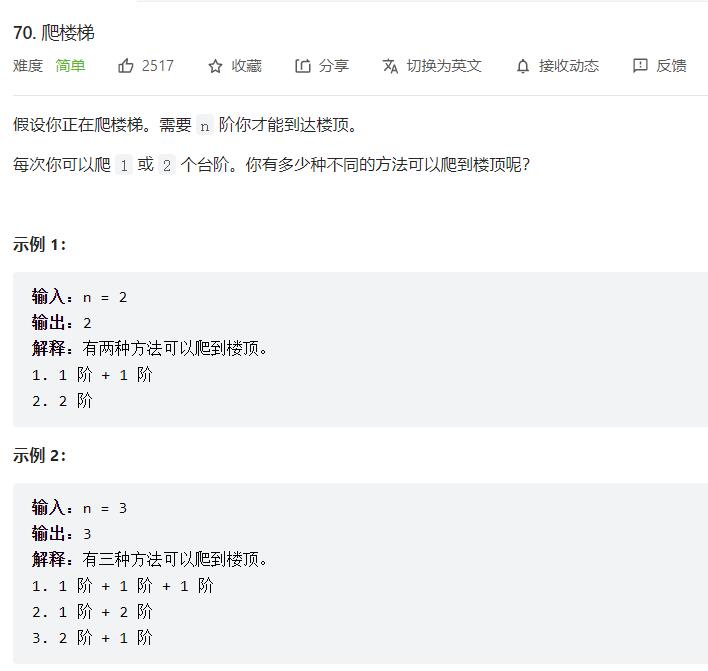 70. 爬楼梯
难度 简单 2517 收藏 分享 切换为英文 接收动态 反馈
假设你正在爬楼梯。需要 n 阶你才能到达楼顶。
每次你可以爬 1 或 2 个台阶。你有多少种不同的方法可以爬到楼顶呢？
示例 1：
输入：n = 2
输出：2
解释：有两种方法可以爬到楼顶。
1. 1 阶 + 1 阶
2. 2 阶
示例 2：
输入：n = 3
输出：3
解释：有三种方法可以爬到楼顶。
1. 1 阶 + 1 阶 + 1 阶
2. 1 阶 + 2 阶
3. 2 阶 + 1 阶